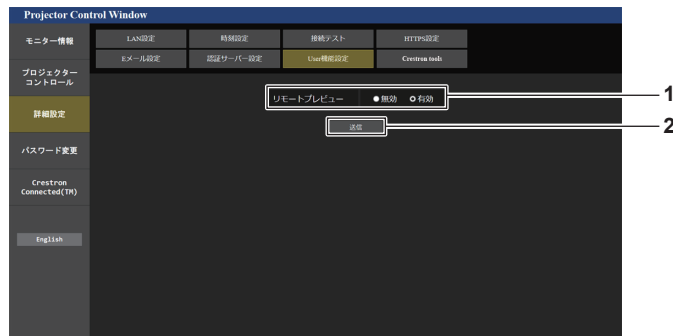 Projector Control Window
モニター情報
プロジェクター
コントロール
詳細設定
パスワード変更
Crestron
Connected(TM)
English
LAN設定 時刻設定 接続テスト HTTPS設定
Eメール設定 認証サーバー設定 User機能設定 Crestron tools
リモートプレビュー 無効 有効 1
送信 2